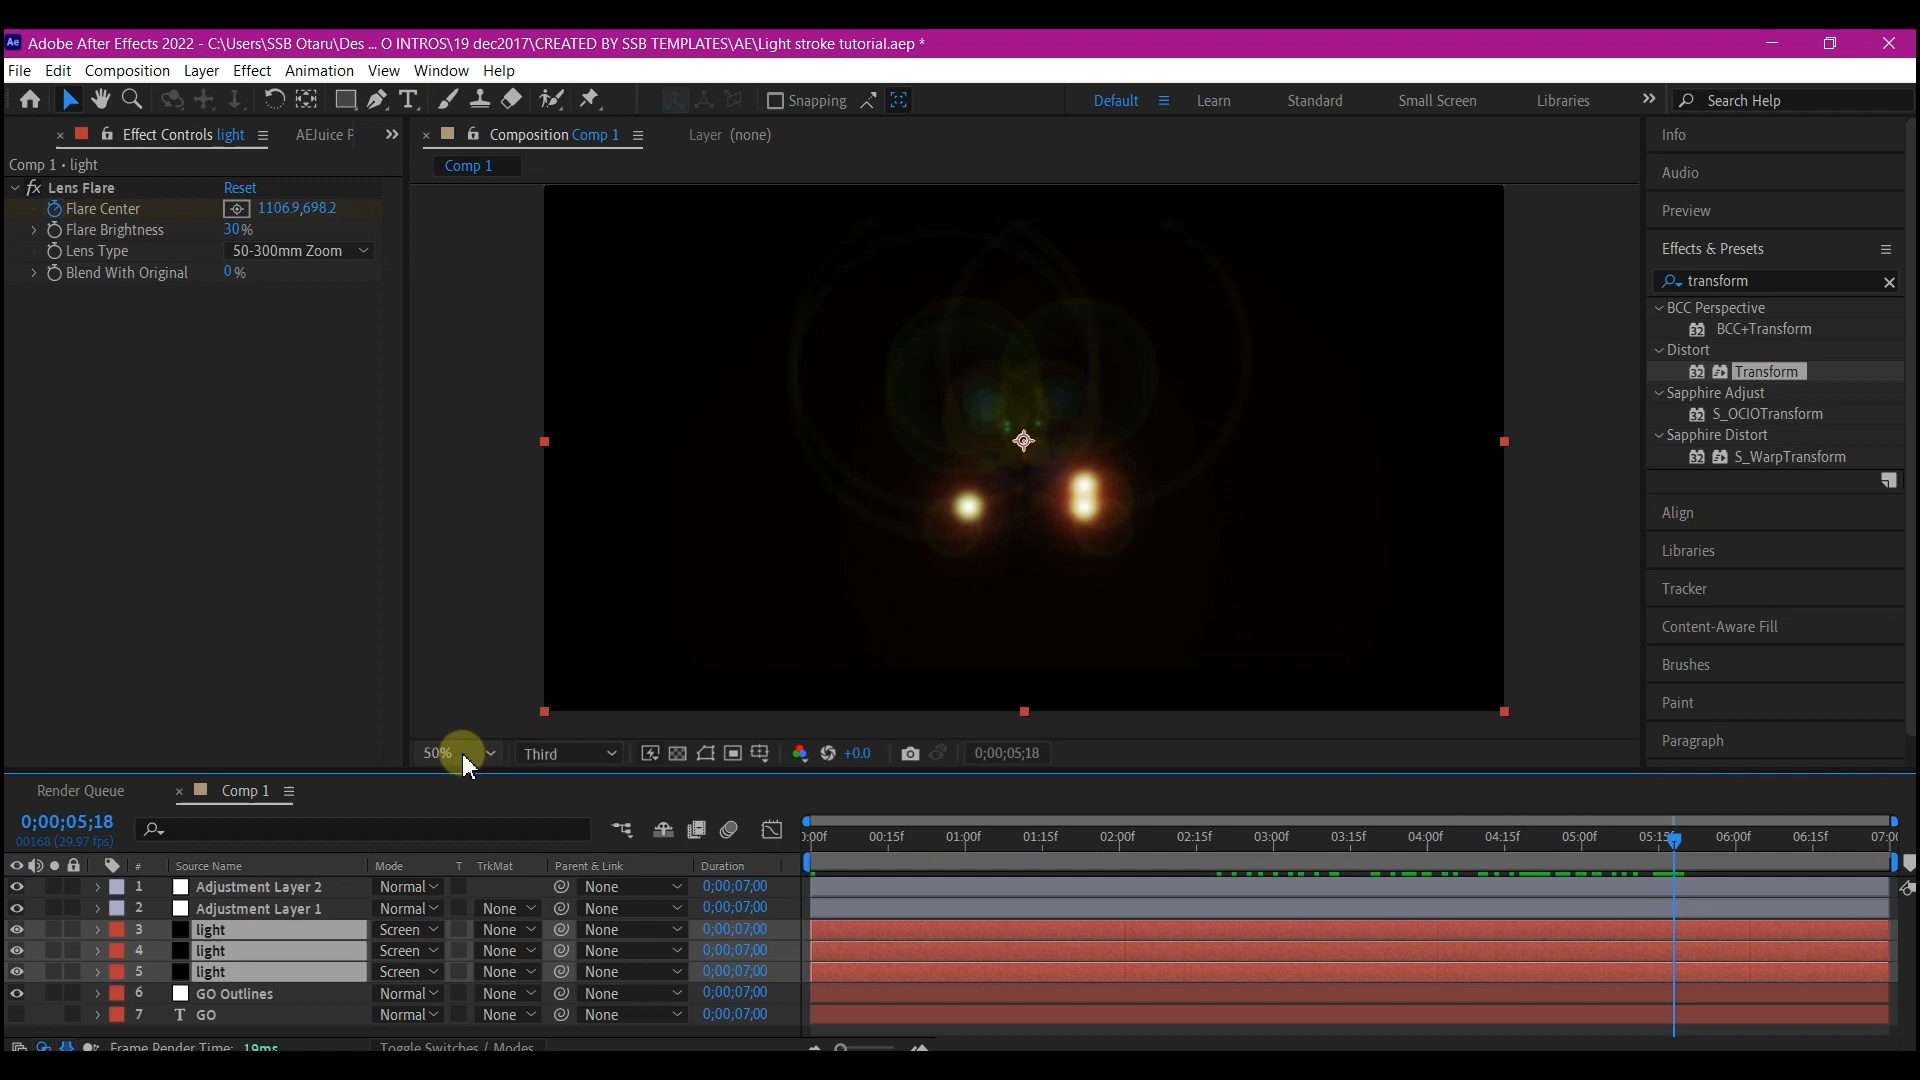 Ae Adobe After Effects 2022 - C:\Users\SSB Otaru\Des ... O INTROS\19 dec2017\CREATED BY SSB TEMPLATES\AE\Light stroke tutorial.aep *
File Edit Composition Layer Effect Animation View Window Help
Snapping Default Learn Standard Small Screen Libraries Search Help
Effect Controls light AEJuice P Composition Comp 1 Layer (none) Info
Comp 1 • light Comp 1
Audio
fx Lens Flare Reset
Flare Center 1106.9,698.2 Preview
Flare Brightness 30%
Lens Type 50-300mm Zoom Effects & Presets
Blend With Original 0% transform
BCC Perspective
BCC+Transform
Distort
Transform
Sapphire Adjust
S_OCIOTransform
Sapphire Distort
S_WarpTransform
Align
Libraries
Tracker
Content-Aware Fill
Brushes
Paint
Paragraph
50% Third +0.0 0;00;05;18
Render Queue Comp 1
0;00;05;18
00168 (29.97 fps)
0:00f 00:15f 01:00f 01:15f 02:00f 02:15f 03:00f 03:15f 04:00f 04:15f 05:00f 05:15f 06:00f 06:15f 07:00
# Source Name Mode T TrkMat Parent & Link Duration
1 Adjustment Layer 2 Normal None 0;00;07;00
2 Adjustment Layer 1 Normal None None 0;00;07;00
3 light Screen None None 0;00;07;00
4 light Screen None None 0;00;07;00
5 light Screen None None 0;00;07;00
6 GO Outlines Normal None None 0;00;07;00
7 T GO Normal None None 0;00;07;00
Frame Render Time: 19ms Toggle Switches / Modes